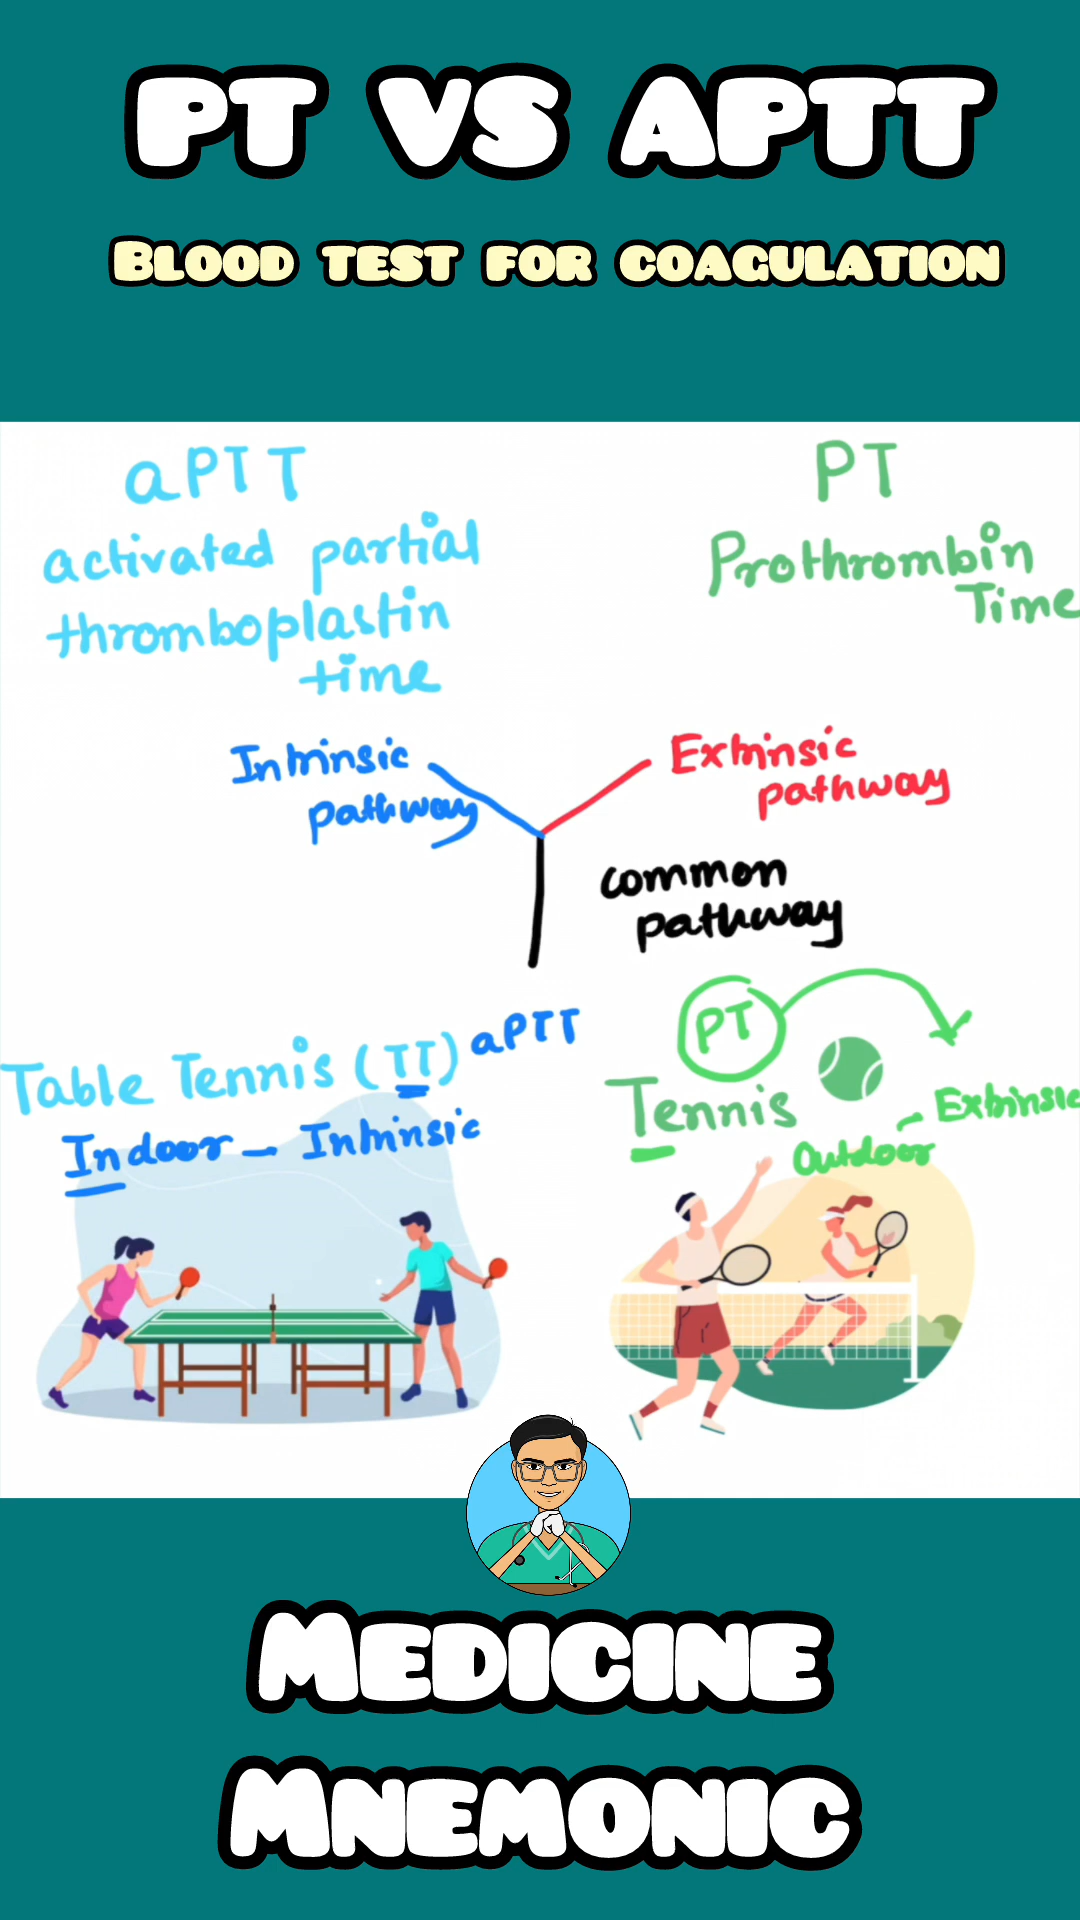 PT VS APTT
BLOOD TEST FOR COAGULATION
aPTT
activated partial
thromboplastin
time
PT
Prothrombin
Time
Intrinsic
pathway
Extrinsic
pathway
common
pathway
Table Tennis (TT) aPTT
Indoor - Intrinsic
PT
Tennis
Outdoor - Extrinsic
MEDICINE
MNEMONIC